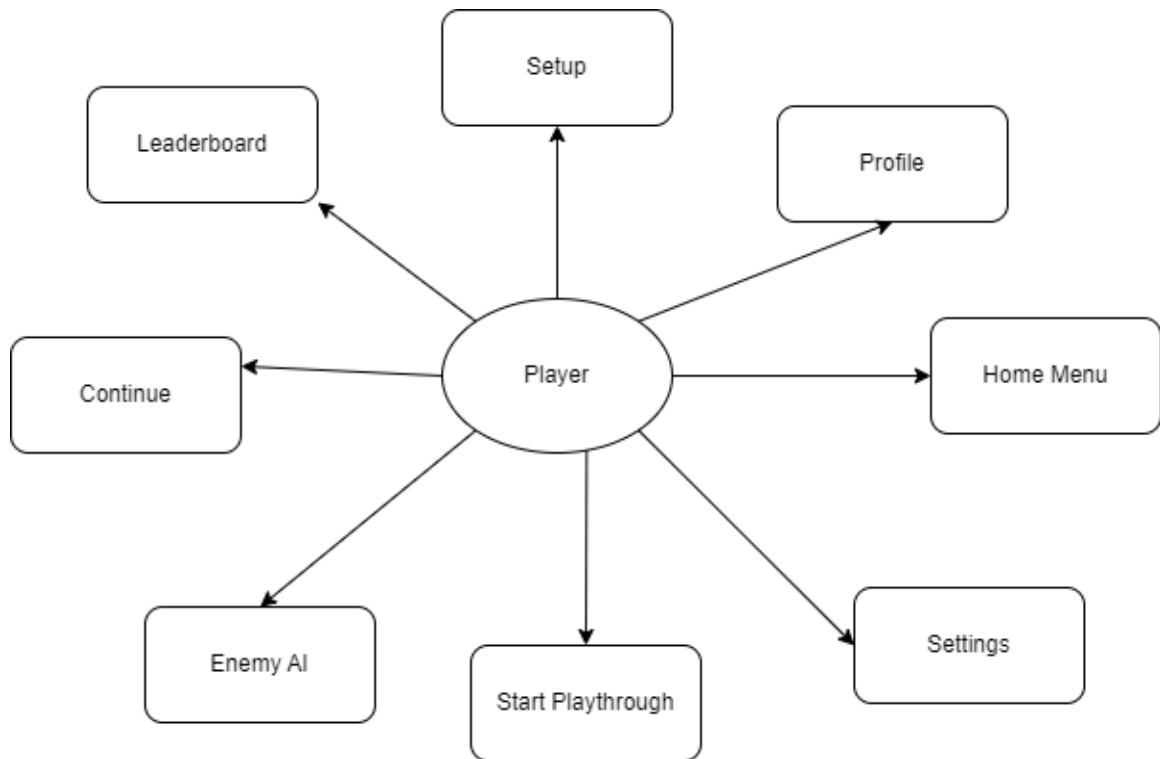 Setup
Leaderboard
Profile
Player
Home Menu
Continue
Enemy AI
Start Playthrough
Settings